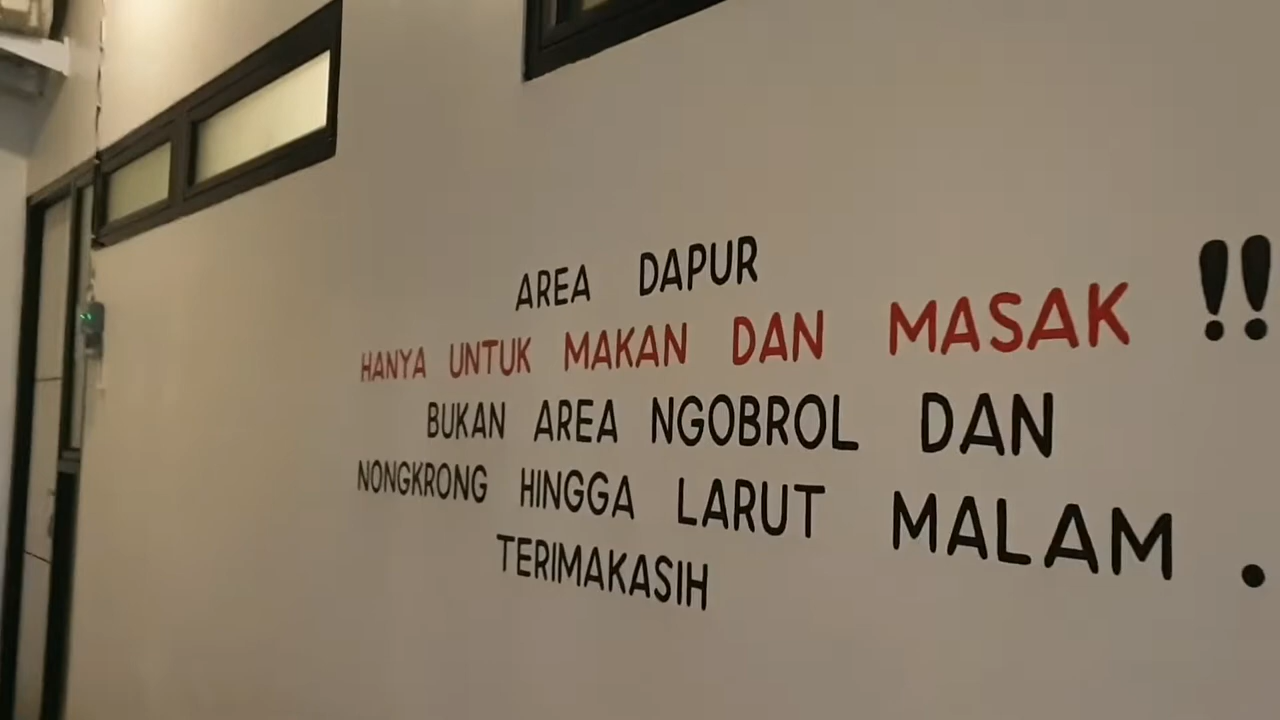 AREA DAPUR
HANYA UNTUK MAKAN DAN MASAK !!
BUKAN AREA NGOBROL DAN
NONGKRONG HINGGA LARUT MALAM .
TERIMAKASIH